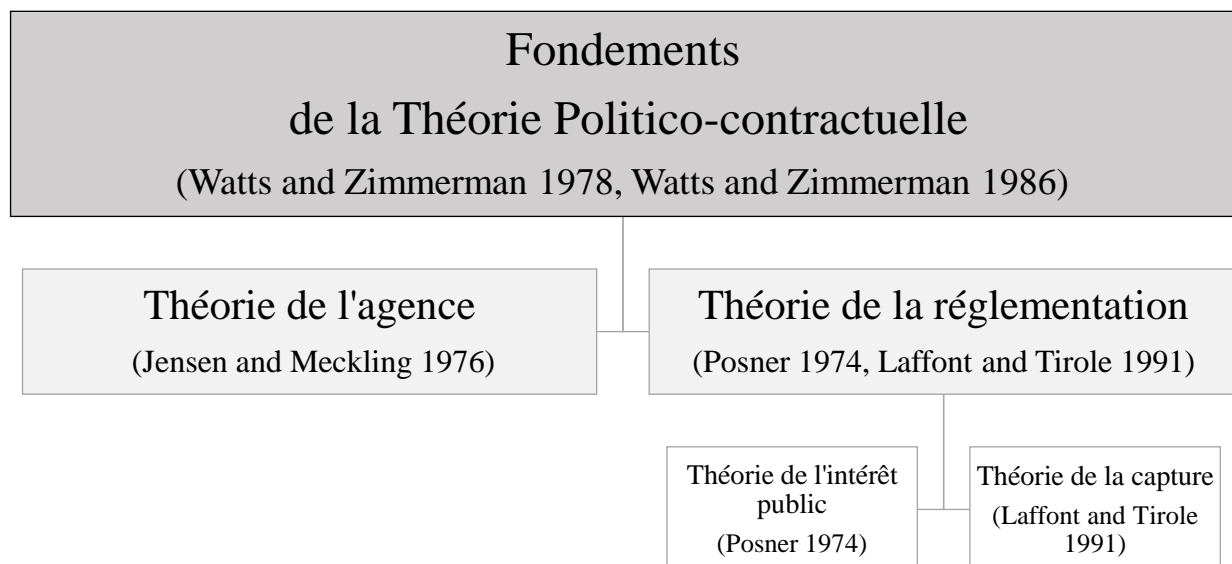 Fondements
de la Théorie Politico-contractuelle
(Watts and Zimmerman 1978, Watts and Zimmerman 1986)
Théorie de l'agence
(Jensen and Meckling 1976)
Théorie de la réglementation
(Posner 1974, Laffont and Tirole 1991)
Théorie de l'intérêt
public
(Posner 1974)
Théorie de la capture
(Laffont and Tirole
1991)